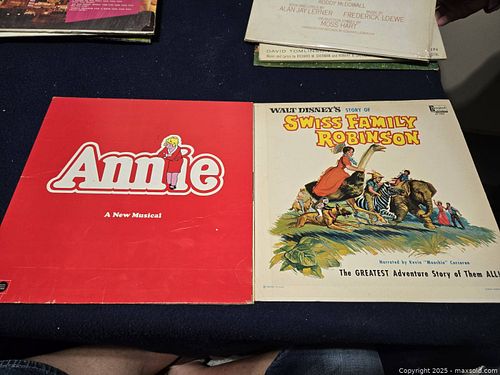 RODDY McDOWALL
ALAN JAY LERNER
FREDERICK LOEWE
MOSS HART
DAVID TOMLINSON
Annie
A New Musical
WALT DISNEY'S STORY OF
SWISS FAMILY
ROBINSON
Narrated by Kevin "Moochie" Corcoran
The GREATEST Adventure Story of Them ALL!
Copyright 2025 - maxsold.com